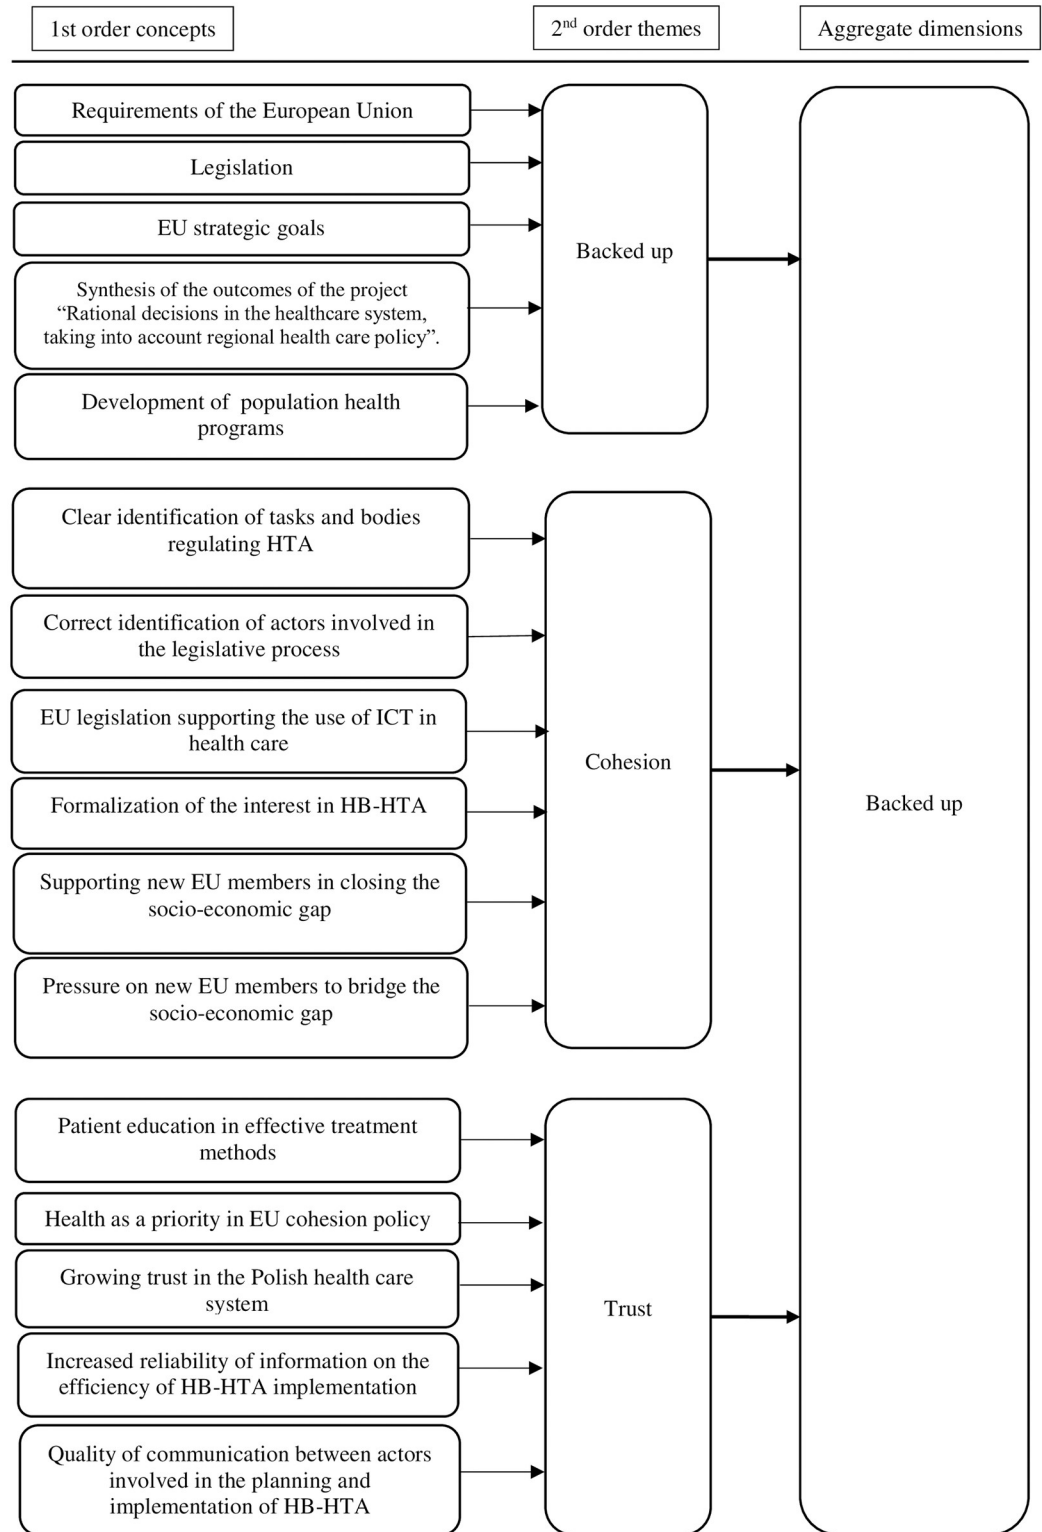 1st order concepts
2nd order themes
Aggregate dimensions
Requirements of the European Union
Legislation
EU strategic goals
Synthesis of the outcomes of the project
“Rational decisions in the healthcare system,
taking into account regional health care policy”.
Development of  population health
programs
Backed up
Clear identification of tasks and bodies
regulating HTA
Correct identification of actors involved in
the legislative process
EU legislation supporting the use of ICT in
health care
Formalization of the interest in HB-HTA
Supporting new EU members in closing the
socio-economic gap
Pressure on new EU members to bridge the
socio-economic gap
Cohesion
Patient education in effective treatment
methods
Health as a priority in EU cohesion policy
Growing trust in the Polish health care
system
Increased reliability of information on the
efficiency of HB-HTA implementation
Quality of communication between actors
involved in the planning and
implementation of HB-HTA
Trust
Backed up